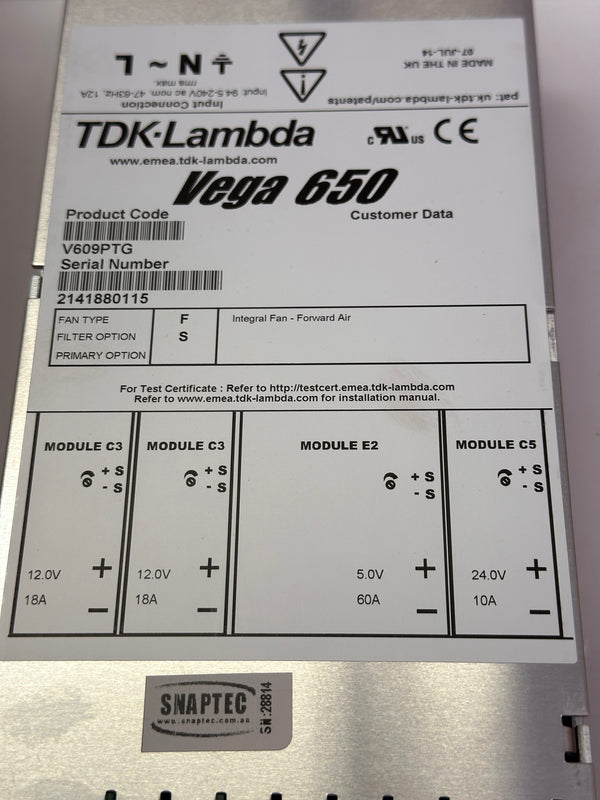 L ~ N ⏚
Input Connection
Input 94.5-240V ac nom 47-63Hz, 12A
rms max
pat: uk.tdk-lambda.com/patents
MADE IN THE UK
07-JUL-14
TDK·Lambda
c RU us CE
www.emea.tdk-lambda.com
Vega 650
Product Code
Customer Data
V609PTG
Serial Number
2141880115
FAN TYPE F Integral Fan - Forward Air
FILTER OPTION S
PRIMARY OPTION
For Test Certificate : Refer to http://testcert.emea.tdk-lambda.com
Refer to www.emea.tdk-lambda.com for installation manual.
MODULE C3 MODULE C3 MODULE E2 MODULE C5
+ S + S + S + S
- S - S - S - S
12.0V + 12.0V + 5.0V + 24.0V +
18A - 18A - 60A - 10A -
SNAPTEC
www.snaptec.com.au
SN:28814